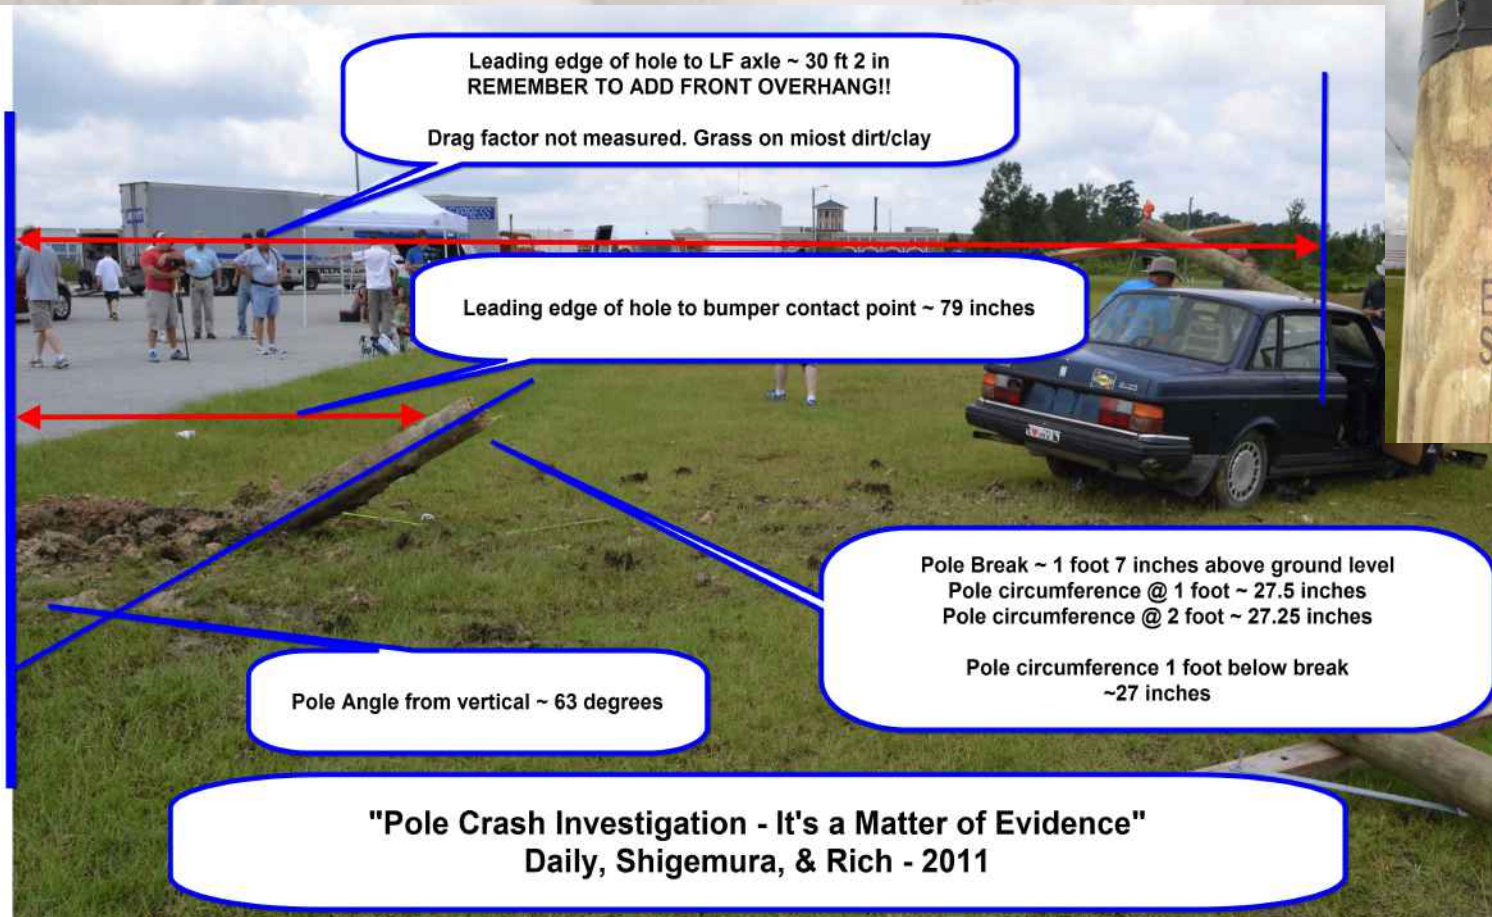 Leading edge of hole to LF axle ~ 30 ft 2 in
REMEMBER TO ADD FRONT OVERHANG!!
Drag factor not measured. Grass on miost dirt/clay
EXPRESS
Leading edge of hole to bumper contact point ~ 79 inches
Pole Break ~ 1 foot 7 inches above ground level
Pole circumference @ 1 foot ~ 27.5 inches
Pole circumference @ 2 foot ~ 27.25 inches
Pole circumference 1 foot below break
~27 inches
Pole Angle from vertical ~ 63 degrees
"Pole Crash Investigation - It's a Matter of Evidence"
Daily, Shigemura, & Rich - 2011